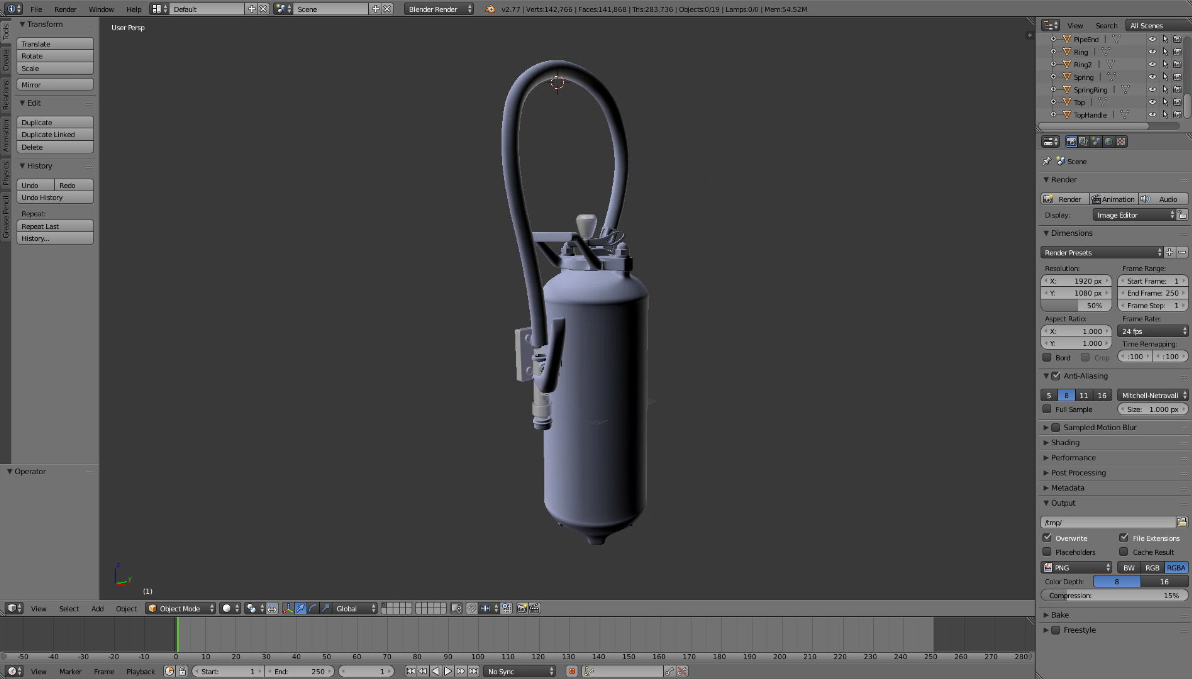 File Render Window Help Default Scene Blender Render v2.77 | Verts:142,766 | Faces:141,868 | Tris:283,736 | Objects:0/19 | Lamps:0/0 | Mem:54.52M
Tools
Create
Relations
Animation
Physics
Grease Pencil
Transform
Translate
Rotate
Scale
Mirror
Edit
Duplicate
Duplicate Linked
Delete
History
Undo Redo
Undo History
Repeat:
Repeat Last
History...
Operator
User Persp
(1)
View Select Add Object Object Mode Global
View Search All Scenes
PipeEnd
Ring
Ring2
Spring
SpringRing
Top
TopHandle
Scene
Render
Render Animation Audio
Display: Image Editor
Dimensions
Render Presets
Resolution: Frame Range:
X: 1920 px Start Frame: 1
Y: 1080 px End Frame: 250
50% Frame Step: 1
Aspect Ratio: Frame Rate:
X: 1.000 24 fps
Y: 1.000 Time Remapping:
Bord Crop :100 :100
Anti-Aliasing
5 8 11 16 Mitchell-Netravali
Full Sample Size: 1.000 px
Sampled Motion Blur
Shading
Performance
Post Processing
Metadata
Output
/tmp/
Overwrite File Extensions
Placeholders Cache Result
PNG BW RGB RGBA
Color Depth: 8 16
Compression: 15%
Bake
Freestyle
-50 -40 -30 -20 -10 0 10 20 30 40 50 60 70 80 90 100 110 120 130 140 150 160 170 180 190 200 210 220 230 240 250 260 270 280
View Marker Frame Playback Start: 1 End: 250 1 No Sync